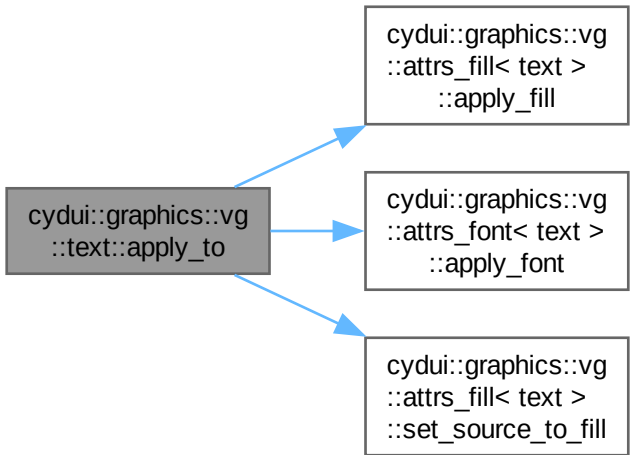 cydui::graphics::vg
::attrs_fill< text >
::apply_fill
cydui::graphics::vg
::text::apply_to
cydui::graphics::vg
::attrs_font< text >
::apply_font
cydui::graphics::vg
::attrs_fill< text >
::set_source_to_fill